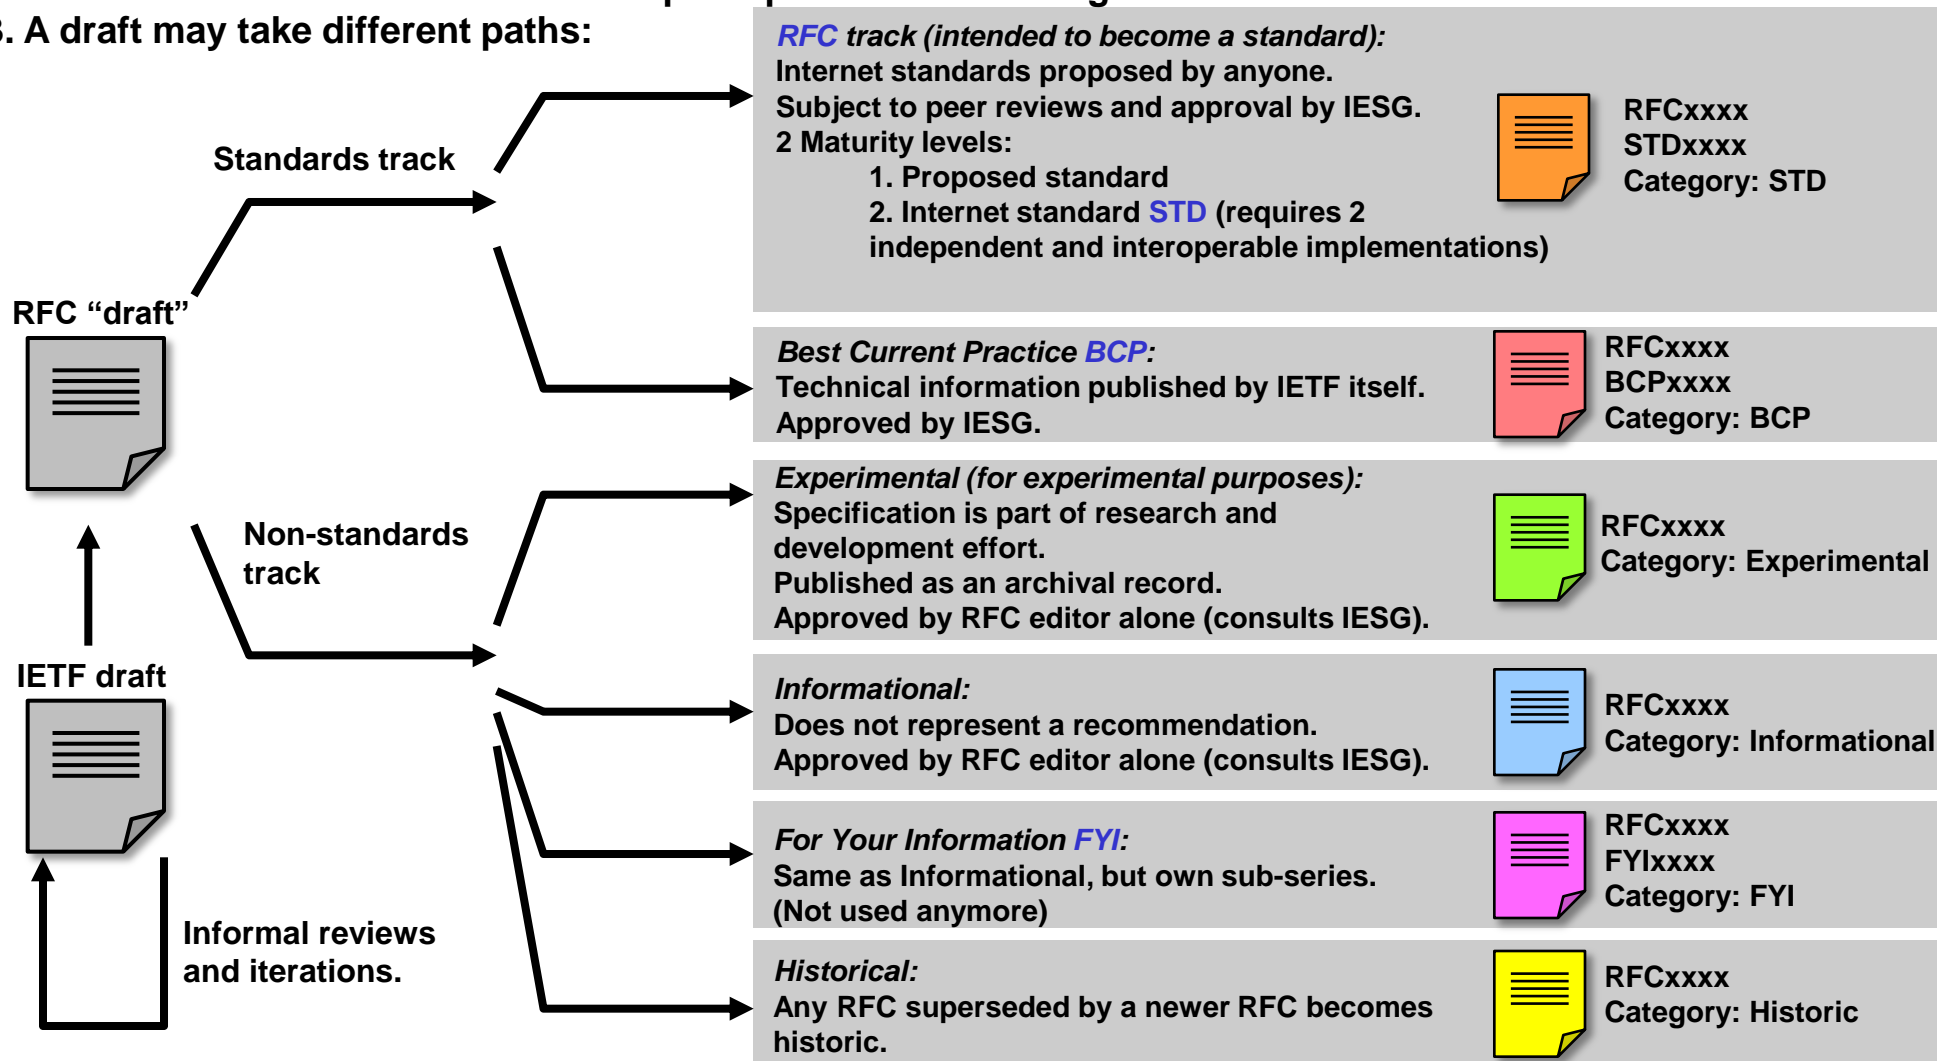 3. A draft may take different paths:
RFC track (intended to become a standard):
Internet standards proposed by anyone.
Subject to peer reviews and approval by IESG.
2 Maturity levels:
1. Proposed standard
2. Internet standard STD (requires 2
independent and interoperable implementations)
RFCxxxx
STDxxxx
Category: STD
Standards track
RFC “draft”
Best Current Practice BCP:
Technical information published by IETF itself.
Approved by IESG.
RFCxxxx
BCPxxxx
Category: BCP
Experimental (for experimental purposes):
Specification is part of research and
development effort.
Published as an archival record.
Approved by RFC editor alone (consults IESG).
RFCxxxx
Category: Experimental
Non-standards
track
IETF draft
Informational:
Does not represent a recommendation.
Approved by RFC editor alone (consults IESG).
RFCxxxx
Category: Informational
For Your Information FYI:
Same as Informational, but own sub-series.
(Not used anymore)
RFCxxxx
FYIxxxx
Category: FYI
Informal reviews
and iterations.
Historical:
Any RFC superseded by a newer RFC becomes
historic.
RFCxxxx
Category: Historic